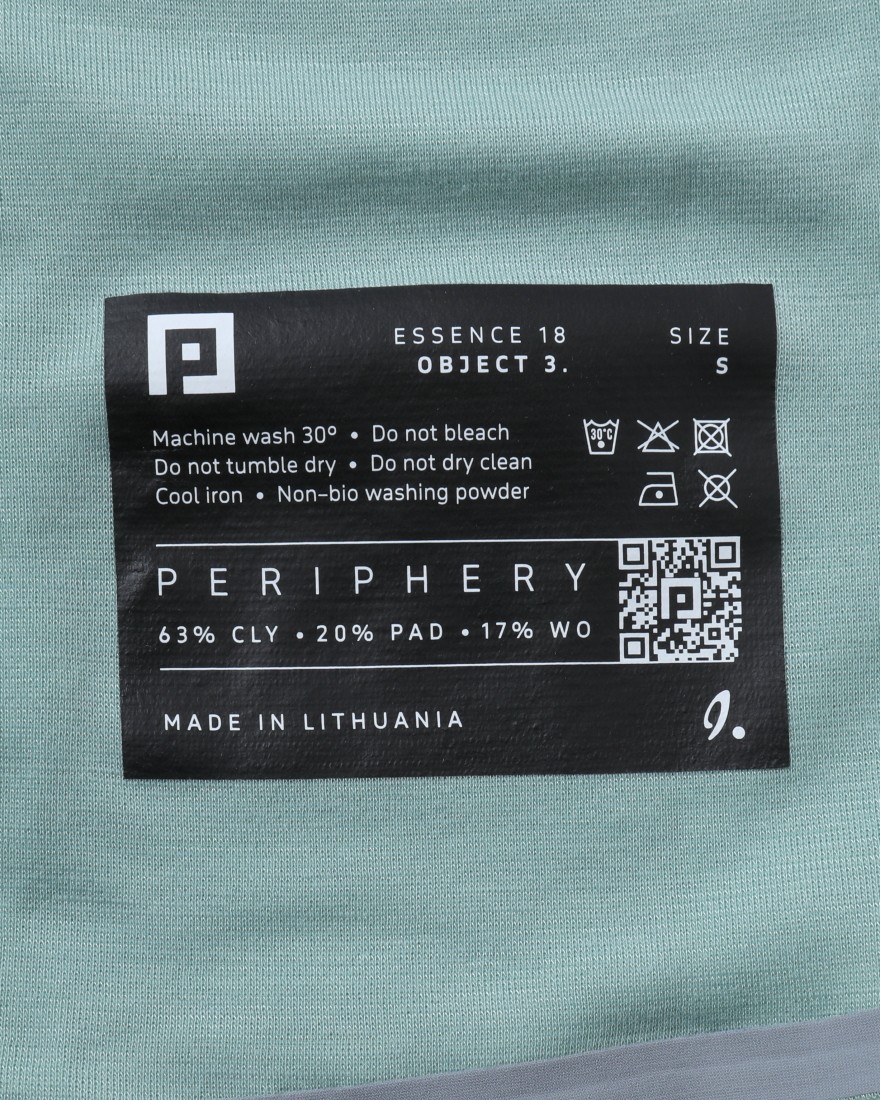 ESSENCE 18 SIZE
OBJECT 3. S
Machine wash 30° • Do not bleach
Do not tumble dry • Do not dry clean
Cool iron • Non-bio washing powder
30°C
PERIPHERY
63% CLY • 20% PAD • 17% WO
MADE IN LITHUANIA